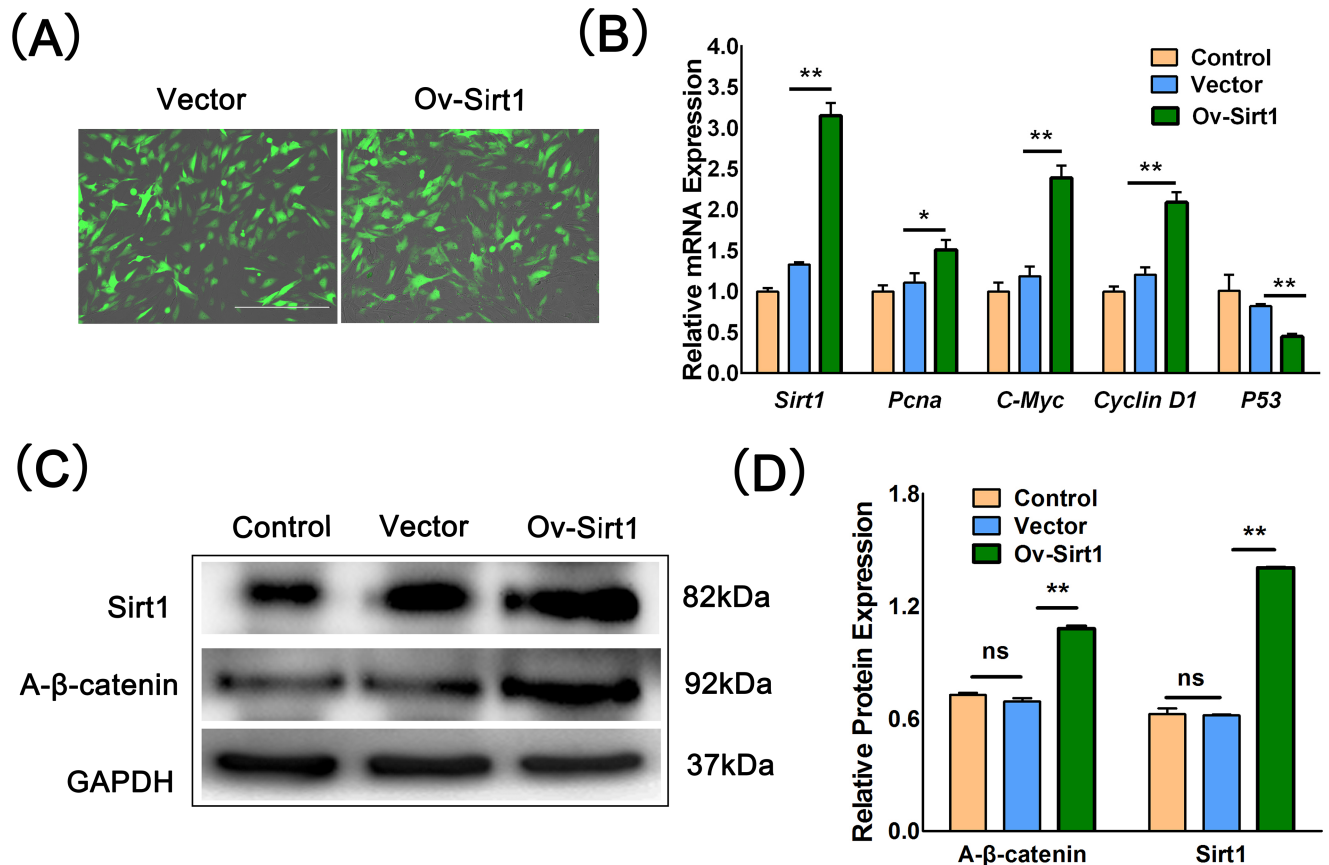 (A)
Vector Ov-Sirt1
(B)
Relative mRNA Expression
4.0
3.5
3.0
2.5
2.0
1.5
1.0
0.5
0.0
Control
Vector
Ov-Sirt1
** * ** ** **
Sirt1 Pcna C-Myc Cyclin D1 P53
(C)
Control Vector Ov-Sirt1
Sirt1 82kDa
A-β-catenin 92kDa
GAPDH 37kDa
(D)
Relative Protein Expression
1.8
1.2
0.6
0.0
Control
Vector
Ov-Sirt1
ns ** ns **
A-β-catenin Sirt1